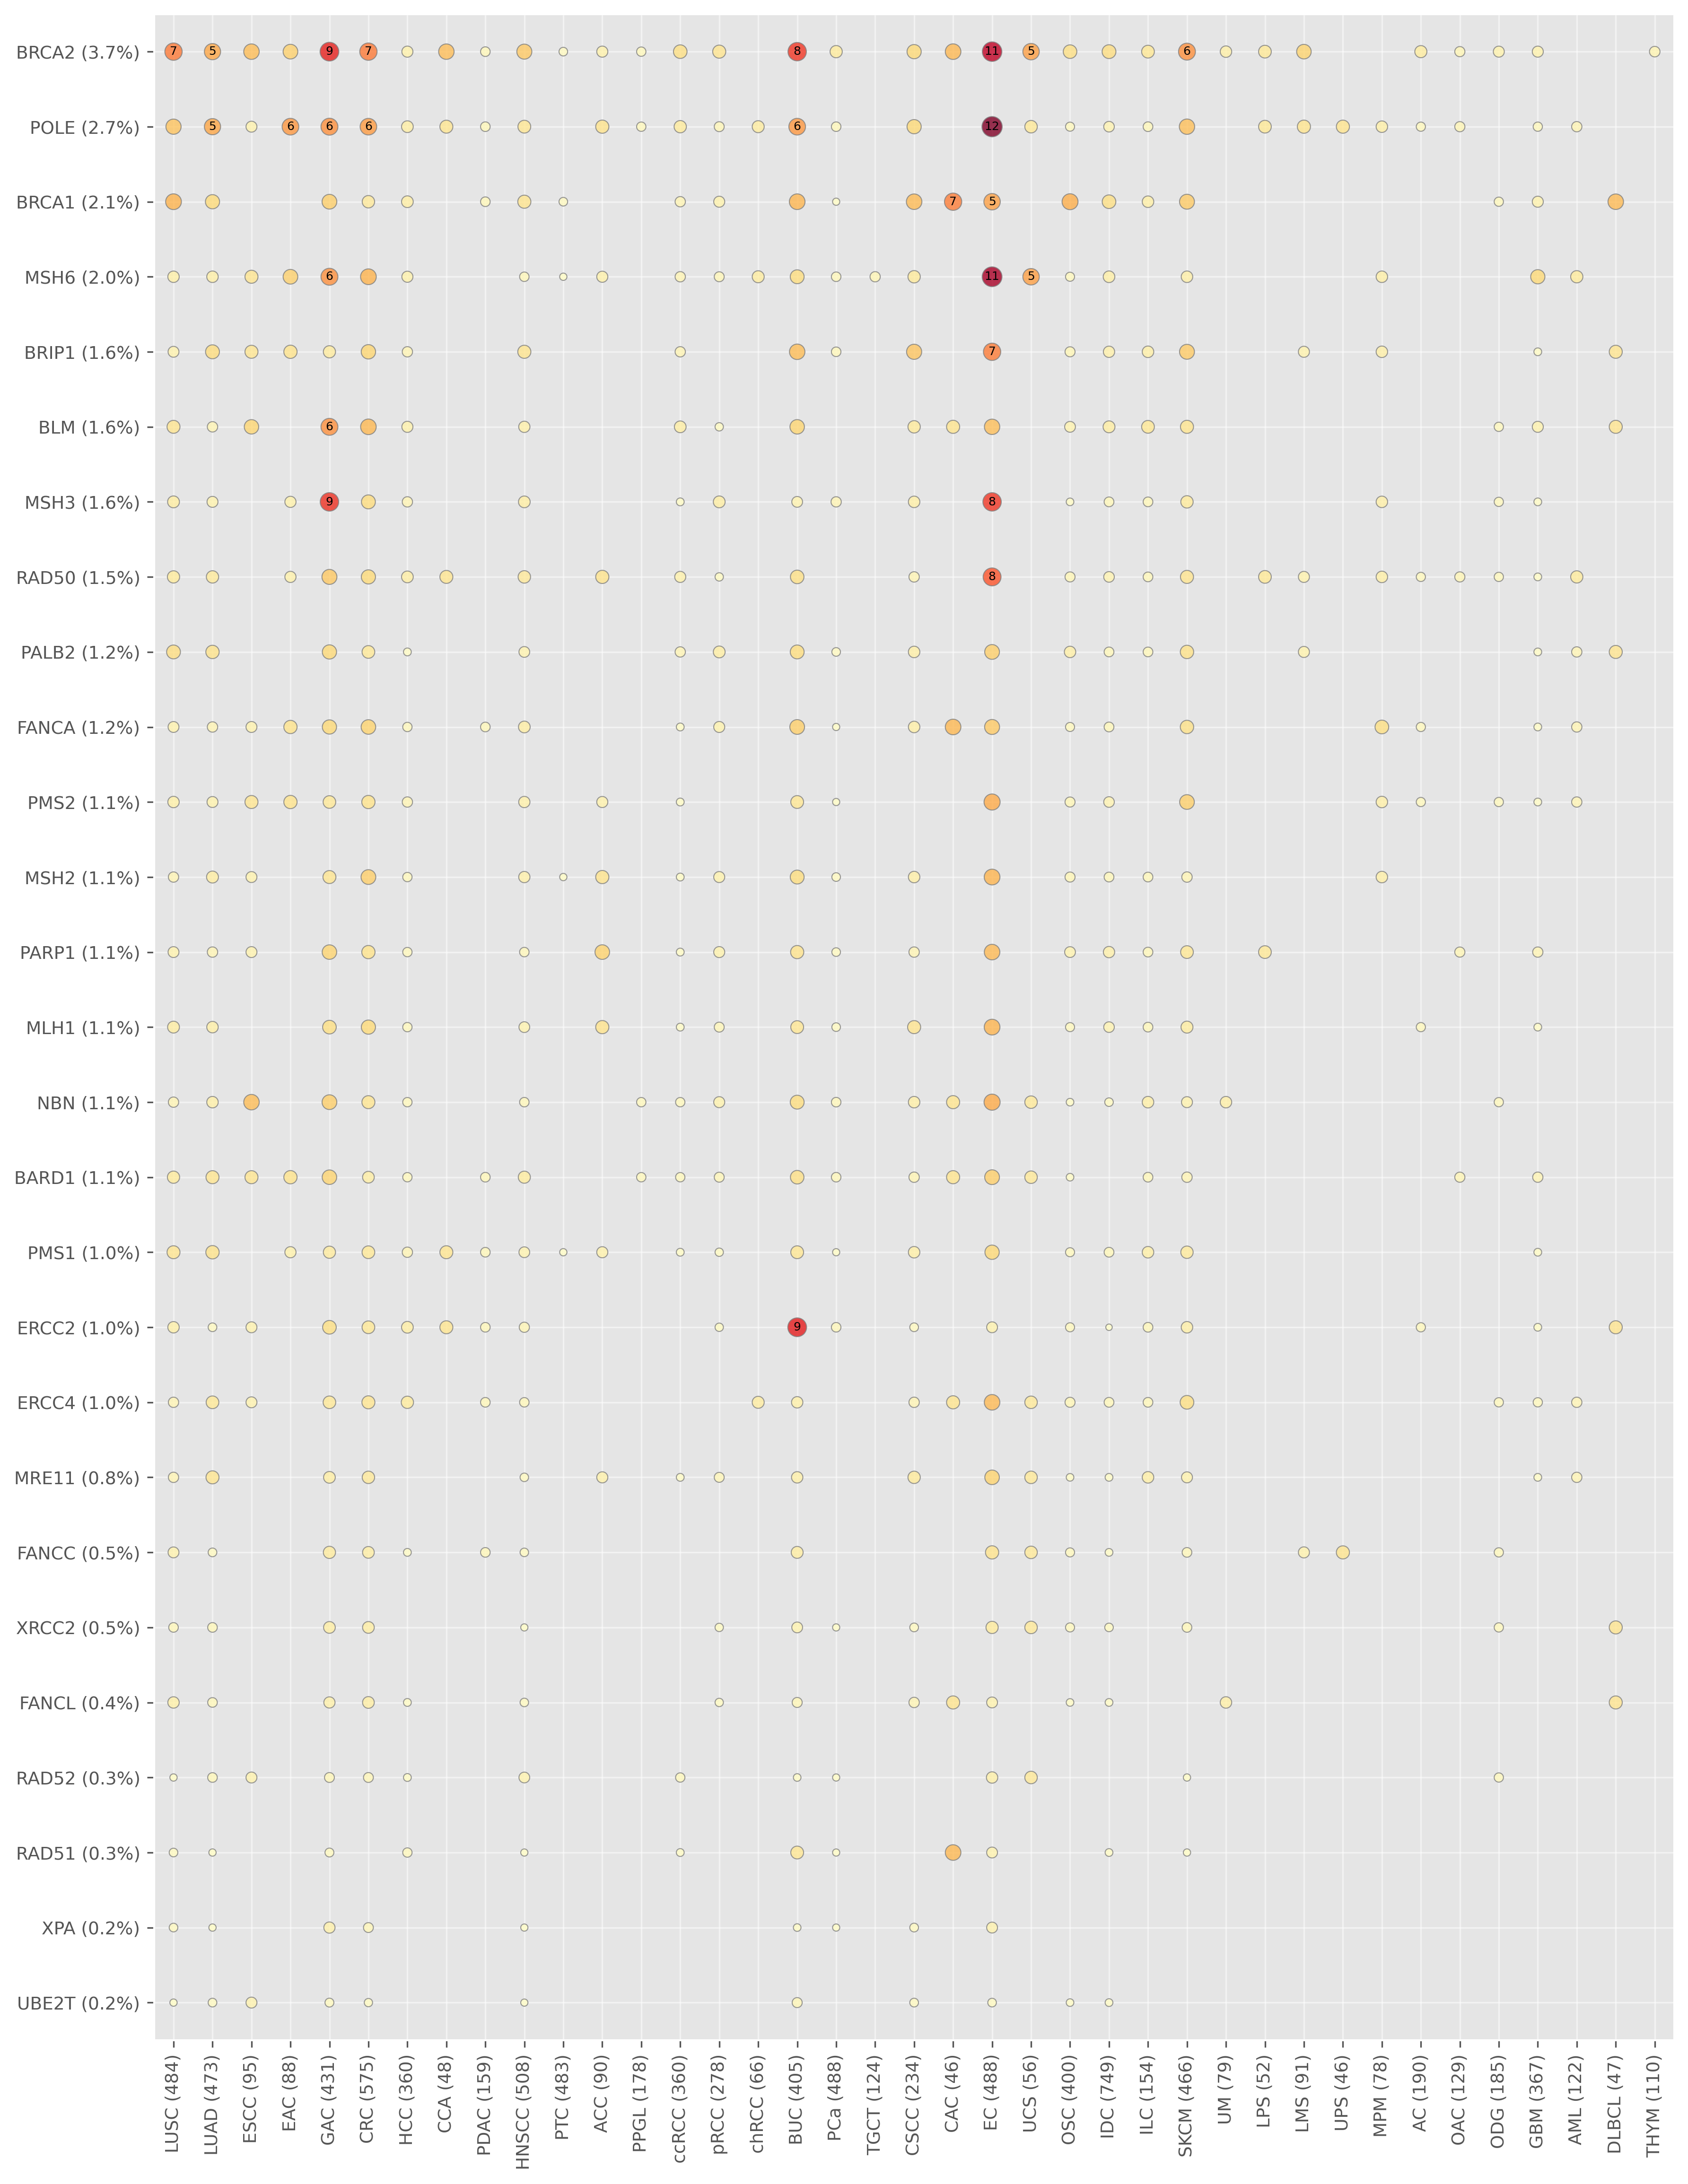 BRCA2 (3.7%) 7 5 9 7 8 11 5 6
POLE (2.7%) 5 6 6 6 6 12
BRCA1 (2.1%) 7 5
MSH6 (2.0%) 6 11 5
BRIP1 (1.6%) 7
BLM (1.6%) 6
MSH3 (1.6%) 9 8
RAD50 (1.5%) 8
PALB2 (1.2%)
FANCA (1.2%)
PMS2 (1.1%)
MSH2 (1.1%)
PARP1 (1.1%)
MLH1 (1.1%)
NBN (1.1%)
BARD1 (1.1%)
PMS1 (1.0%)
ERCC2 (1.0%) 9
ERCC4 (1.0%)
MRE11 (0.8%)
FANCC (0.5%)
XRCC2 (0.5%)
FANCL (0.4%)
RAD52 (0.3%)
RAD51 (0.3%)
XPA (0.2%)
UBE2T (0.2%)
LUSC (484)
LUAD (473)
ESCC (95)
EAC (88)
GAC (431)
CRC (575)
HCC (360)
CCA (48)
PDAC (159)
HNSCC (508)
PTC (483)
ACC (90)
PPGL (178)
ccRCC (360)
pRCC (278)
chRCC (66)
BUC (405)
PCa (488)
TGCT (124)
CSCC (234)
CAC (46)
EC (488)
UCS (56)
OSC (400)
IDC (749)
ILC (154)
SKCM (466)
UM (79)
LPS (52)
LMS (91)
UPS (46)
MPM (78)
AC (190)
OAC (129)
ODG (185)
GBM (367)
AML (122)
DLBCL (47)
THYM (110)